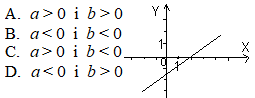 A. a > 0 i b > 0
B. a < 0 i b < 0
C. a > 0 i b < 0
D. a < 0 i b > 0
Y
X
1
0
1